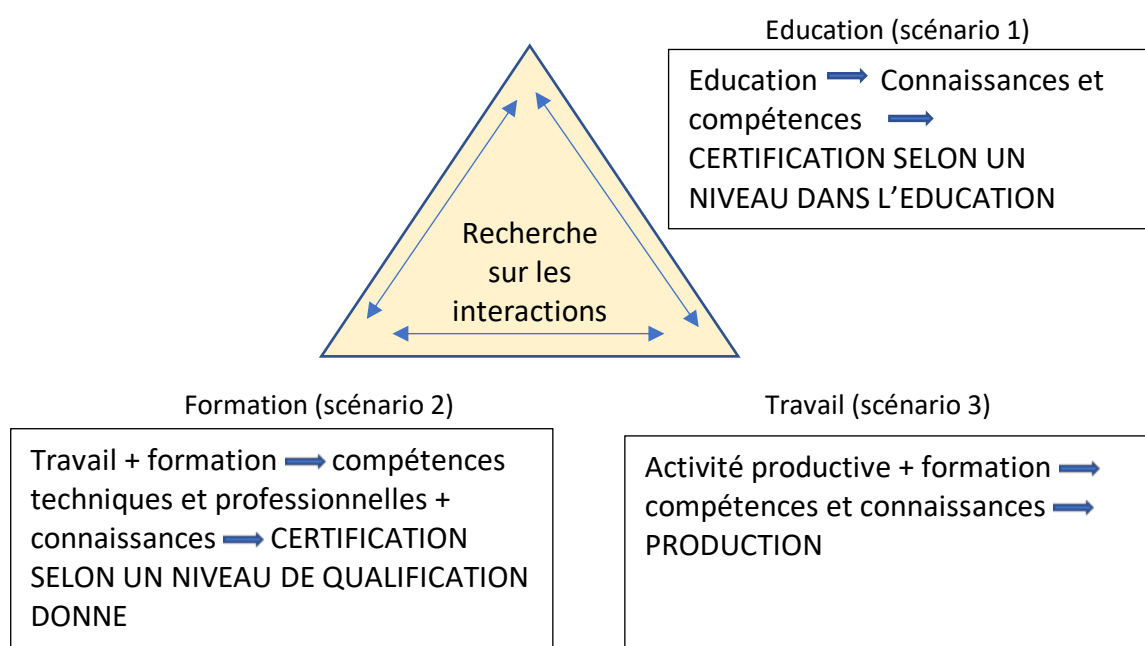 Education (scénario 1)
Education Connaissances et
compétences
CERTIFICATION SELON UN
NIVEAU DANS L’EDUCATION
Recherche
sur les
interactions
Formation (scénario 2)
Travail + formation compétences
techniques et professionnelles +
connaissances CERTIFICATION
SELON UN NIVEAU DE QUALIFICATION
DONNE
Travail (scénario 3)
Activité productive + formation
compétences et connaissances
PRODUCTION